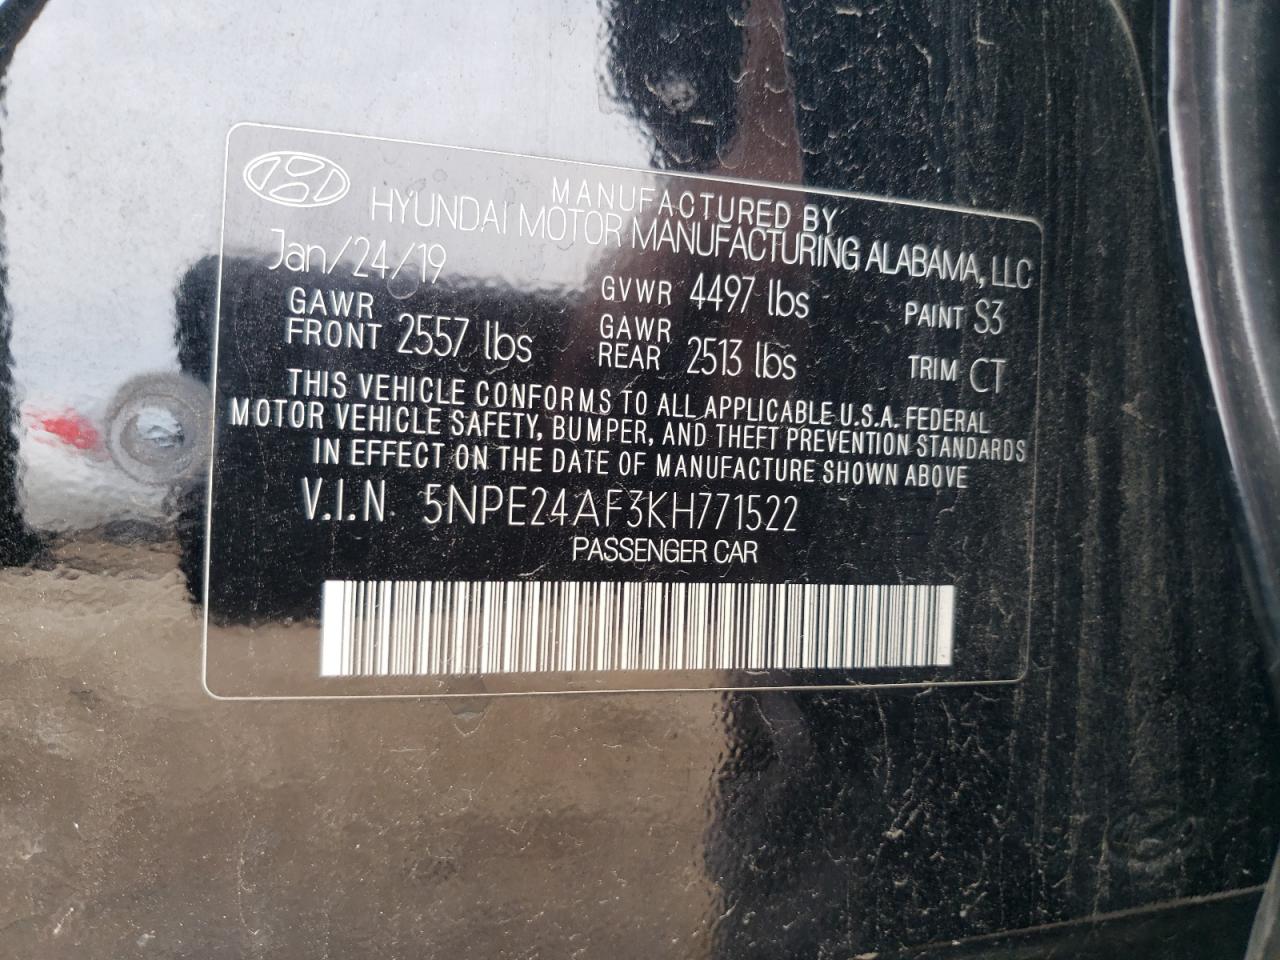 MANUFACTURED BY
HYUNDAI MOTOR MANUFACTURING ALABAMA, LLC
Jan/24/19
GVWR 4497 lbs
PAINT S3
GAWR FRONT 2557 lbs
GAWR REAR 2513 lbs
TRIM CT
THIS VEHICLE CONFORMS TO ALL APPLICABLE U.S.A. FEDERAL
MOTOR VEHICLE SAFETY, BUMPER, AND THEFT PREVENTION STANDARDS
IN EFFECT ON THE DATE OF MANUFACTURE SHOWN ABOVE
V.I.N 5NPE24AF3KH771522
PASSENGER CAR